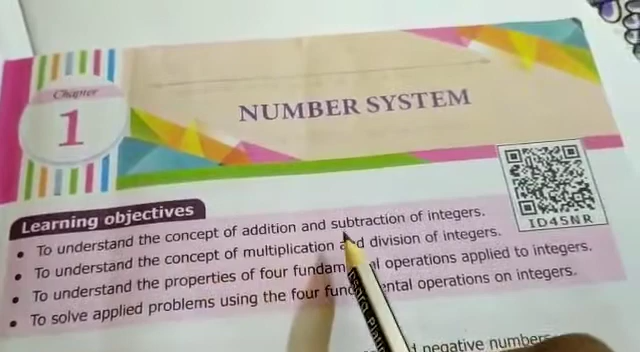 Chapter
1
NUMBER SYSTEM
ID45NR
Learning objectives
• To understand the concept of addition and subtraction of integers.
• To understand the concept of multiplication and division of integers.
• To understand the properties of four fundamental operations applied to integers.
• To solve applied problems using the four fundamental operations on integers.
negative numbers